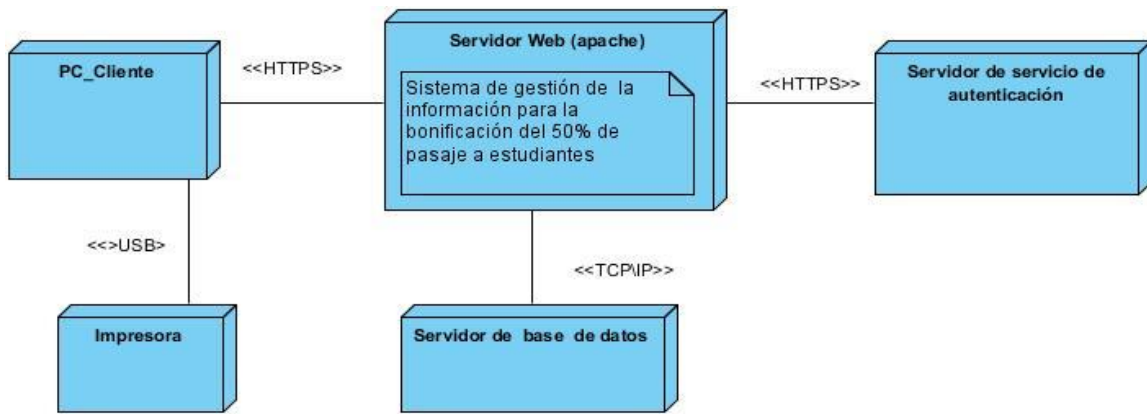 PC_Cliente
<<HTTPS>>
Servidor Web (apache)
Sistema de gestión de la
información para la
bonificación del 50% de
pasaje a estudiantes
<<HTTPS>>
Servidor de servicio de
autenticación
<<>USB>
<<TCP\IP>>
Impresora
Servidor de base de datos